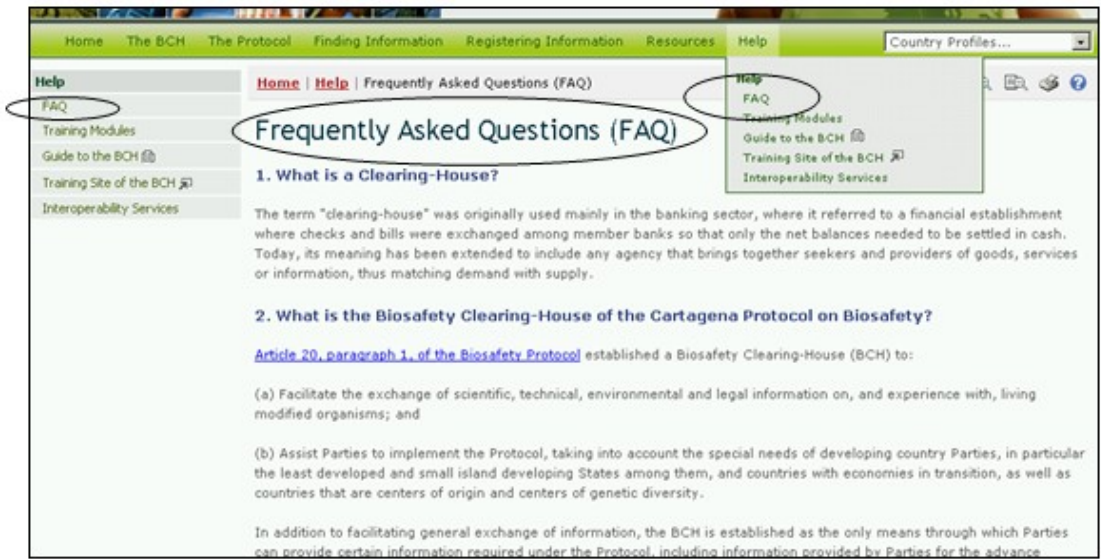 Home The BCH The Protocol Finding Information Registering Information Resources Help Country Profiles...
Help
FAQ
Training Modules
Guide to the BCH
Training Site of the BCH
Interoperability Services
Home | Help | Frequently Asked Questions (FAQ)
Help
FAQ
Training Modules
Guide to the BCH
Training Site of the BCH
Interoperability Services
Frequently Asked Questions (FAQ)
1. What is a Clearing-House?
The term "clearing-house" was originally used mainly in the banking sector, where it referred to a financial establishment
where checks and bills were exchanged among member banks so that only the net balances needed to be settled in cash.
Today, its meaning has been extended to include any agency that brings together seekers and providers of goods, services
or information, thus matching demand with supply.
2. What is the Biosafety Clearing-House of the Cartagena Protocol on Biosafety?
Article 20, paragraph 1, of the Biosafety Protocol established a Biosafety Clearing-House (BCH) to:
(a) Facilitate the exchange of scientific, technical, environmental and legal information on, and experience with, living
modified organisms; and
(b) Assist Parties to implement the Protocol, taking into account the special needs of developing country Parties, in particular
the least developed and small island developing States among them, and countries with economies in transition, as well as
countries that are centers of origin and centers of genetic diversity.
In addition to facilitating general exchange of information, the BCH is established as the only means through which Parties
can provide certain information required under the Protocol, including information provided by Parties for the advance